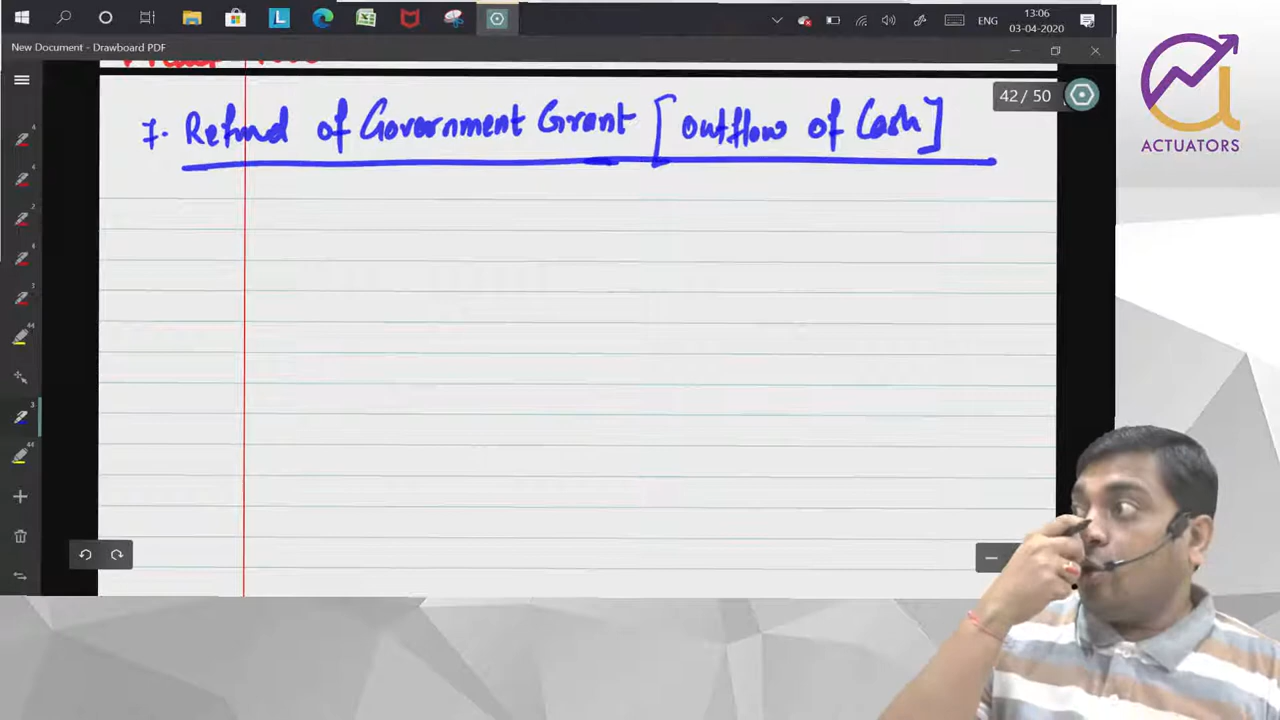 ENG
13:06
03-04-2020
New Document - Drawboard PDF
42 / 50
7. Refund of Government Grant [outflow of Cash]
ACTUATORS